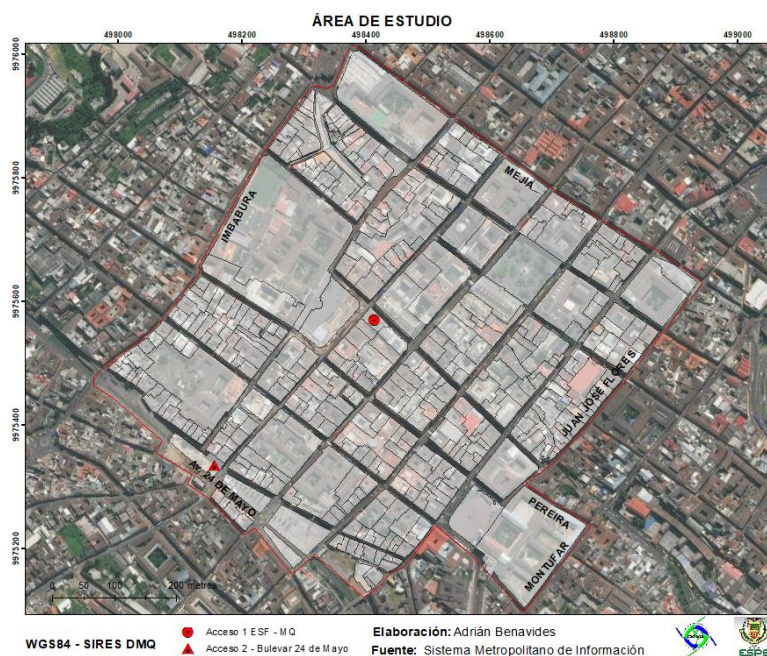 ÁREA DE ESTUDIO
498000 498200 498400 498600 498800 499000
9976000
9975800
9975600
9975400
9975200
MEJIA
IMBABURA
JUAN JOSÉ FLORES
Av. 24 DE MAYO
PEREIRA
MONTUFAR
0 50 100 200 metros
WGS84 - SIRES DMQ
Acceso 1 ESF - MQ
Acceso 2 - Bulevar 24 de Mayo
Elaboración: Adrián Benavides
Fuente: Sistema Metropolitano de Información
ESPE